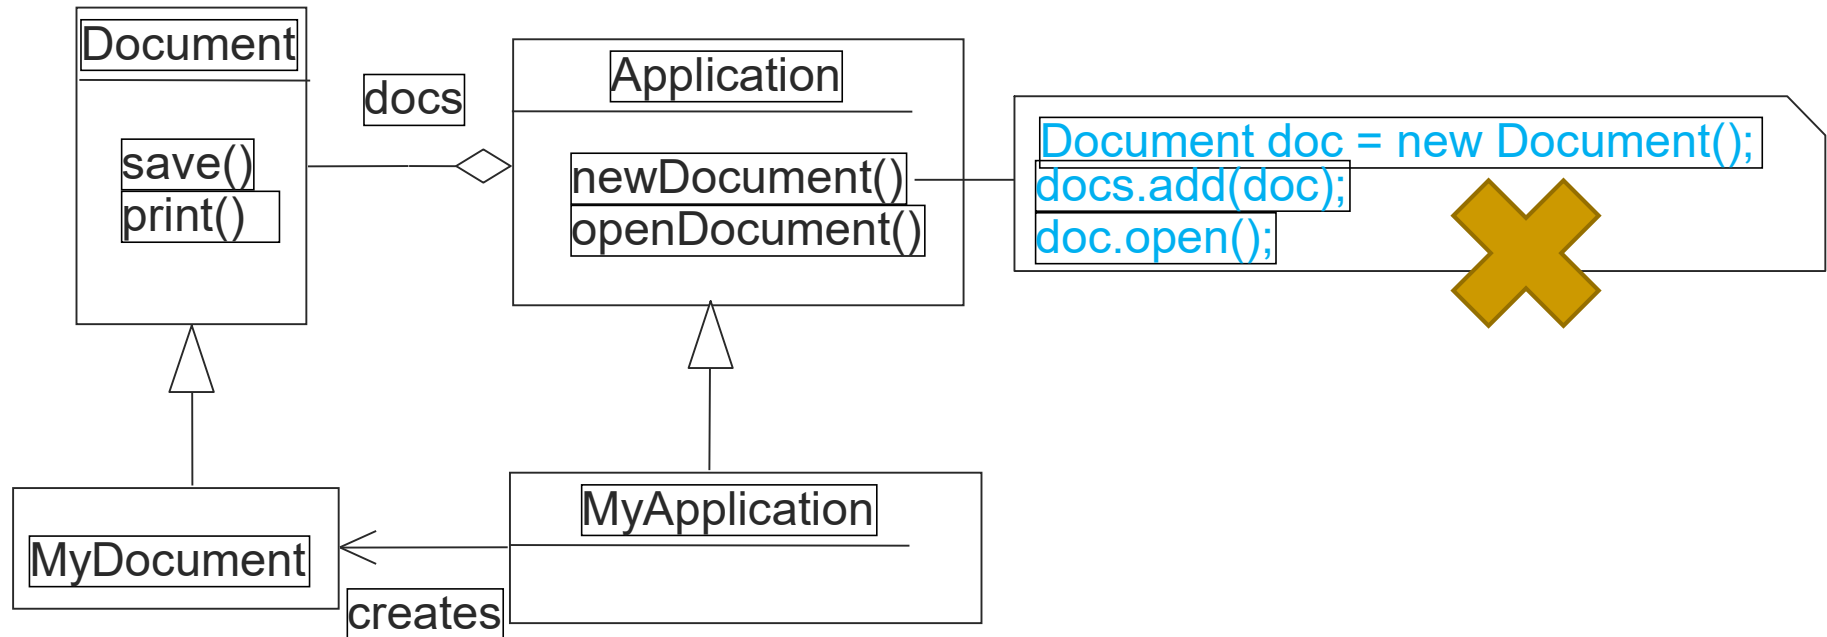 Document
save()
print()
docs
Application
newDocument()
openDocument()
Document doc = new Document();
docs.add(doc);
doc.open();
MyDocument
creates
MyApplication